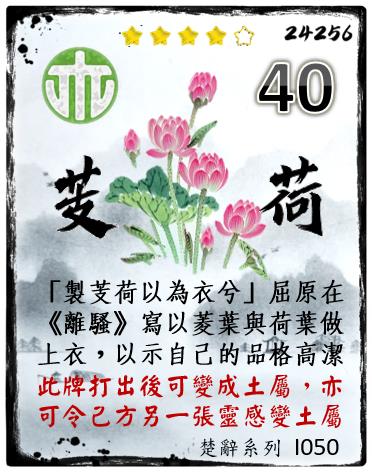 24256
木
40
芰荷
「製芰荷以為衣兮」屈原在
《離騷》寫以菱葉與荷葉做
上衣，以示自己的品格高潔
此牌打出後可變成土屬，亦
可令己方另一張靈感變土屬
楚辭系列 1050